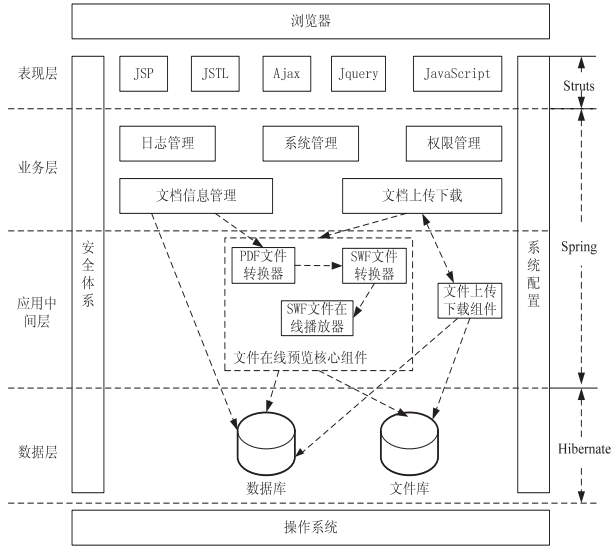 浏览器
表现层
JSP
JSTL
Ajax
Jquery
JavaScript
Struts
日志管理
系统管理
权限管理
业务层
文档信息管理
文档上传下载
安全体系
系统配置
Spring
PDF文件
转换器
SWF文件
转换器
应用中
间层
SWF文件在
线播放器
文件上传
下载组件
文件在线预览核心组件
数据层
Hibernate
数据库
文件库
操作系统